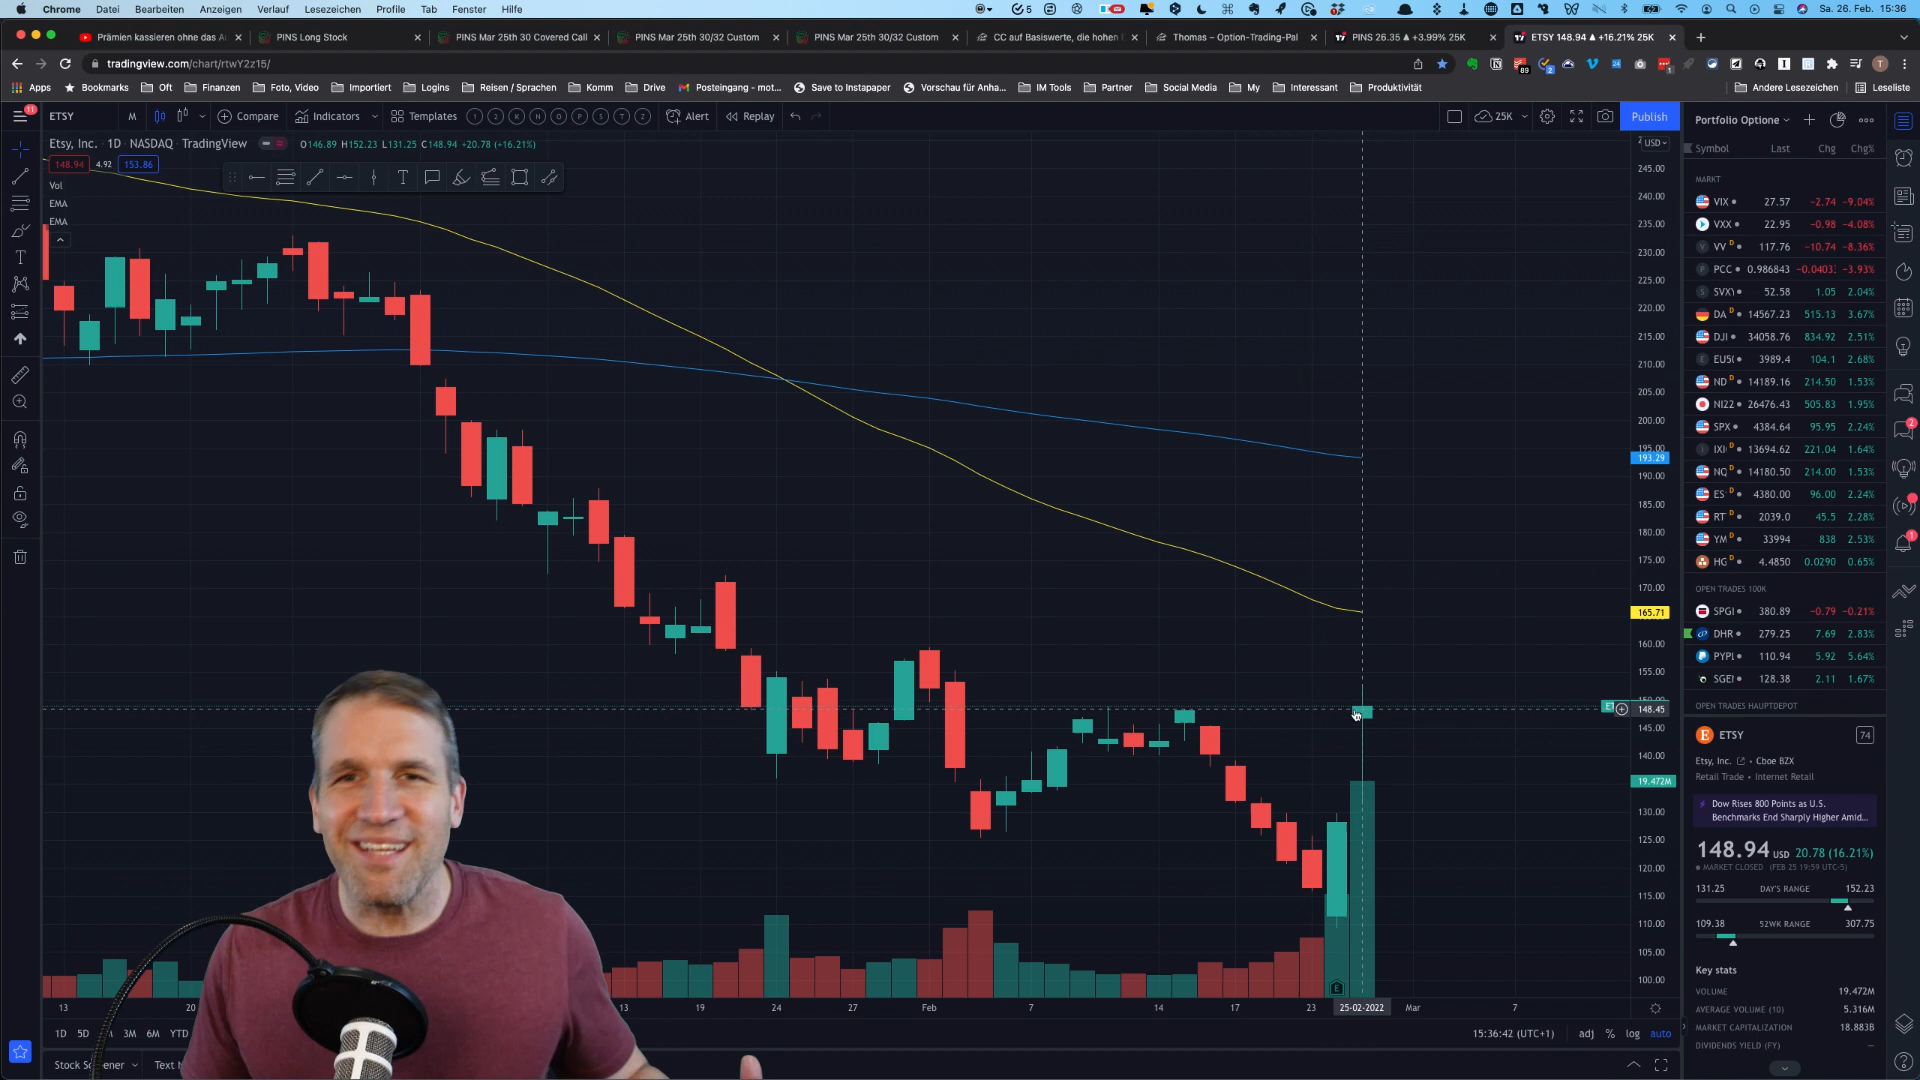 Chrome Datei Bearbeiten Anzeigen Verlauf Lesezeichen Profile Tab Fenster Hilfe
5
Sa. 26. Feb. 15:36
Prämien kassieren ohne das A
PINS Long Stock
PINS Mar 25th 30 Covered Call
PINS Mar 25th 30/32 Custom
PINS Mar 25th 30/32 Custom
CC auf Basiswerte, die hohen
Thomas – Option-Trading-Pal
PINS 26.35 ▲ +3.99% 25K
ETSY 148.94 ▲ +16.21% 25K
tradingview.com/chart/rtwY2z15/
Apps Bookmarks Oft Finanzen Foto, Video Importiert Logins Reisen / Sprachen Komm Drive Posteingang - mot... Save to Instapaper Vorschau für Anha... IM Tools Partner Social Media My Interessant Produktivität Andere Lesezeichen Leseliste
11
ETSY M Compare Indicators Templates 1 2 K N O P S T Z Alert Replay 25K Publish
Portfolio Optione
Etsy, Inc. · 1D · NASDAQ · TradingView O146.89 H152.23 L131.25 C148.94 +20.78 (+16.21%)
148.94 4.92 153.86
Vol
EMA
EMA
USD
245.00
240.00
235.00
230.00
225.00
220.00
215.00
210.00
205.00
200.00
195.00
193.29
190.00
185.00
180.00
175.00
170.00
165.71
160.00
155.00
150.00
148.45
145.00
140.00
19.472M
130.00
125.00
120.00
115.00
110.00
105.00
100.00
13 20 13 19 24 27 Feb 7 14 17 23 25-02-2022 Mar 7
E
1D 5D M 3M 6M YTD
15:36:42 (UTC+1) adj % log auto
Stock Sc eener Text N
Symbol Last Chg Chg%
MARKT
VIX 27.57 −2.74 −9.04%
VXX 22.95 −0.98 −4.08%
VV D 117.76 −10.74 −8.36%
PCC 0.986843 −0.0403 −3.93%
SVX 52.58 1.05 2.04%
DA D 14567.23 515.13 3.67%
DJI 34058.76 834.92 2.51%
EU5 3989.4 104.1 2.68%
ND D 14189.16 214.50 1.53%
NI22 26476.43 505.83 1.95%
SPX 4384.64 95.95 2.24%
IXI D 13694.62 221.04 1.64%
NQ D 14180.50 214.00 1.53%
ES D 4380.00 96.00 2.24%
RT D 2039.0 45.5 2.28%
YM D 33994 838 2.53%
HG D 4.4850 0.0290 0.65%
OPEN TRADES 100K
SPGI 380.89 −0.79 −0.21%
DHR 279.25 7.69 2.83%
PYPL 110.94 5.92 5.64%
SGE 128.38 2.11 1.67%
OPEN TRADES HAUPTDEPOT
ETSY 74
Etsy, Inc. • Cboe BZX
Retail Trade • Internet Retail
Dow Rises 800 Points as U.S.
Benchmarks End Sharply Higher Amid...
148.94 USD 20.78 (16.21%)
MARKET CLOSED (FEB 25 19:59 UTC-5)
131.25 DAY'S RANGE 152.23
109.38 52WK RANGE 307.75
Key stats
VOLUME 19.472M
AVERAGE VOLUME (10) 5.316M
MARKET CAPITALIZATION 18.883B
DIVIDENDS YIELD (FY) —